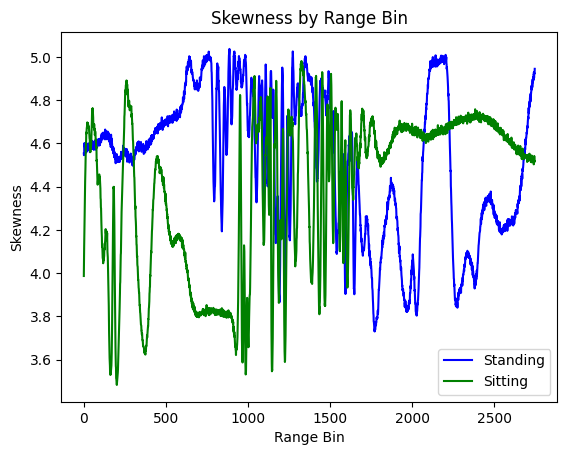 Skewness by Range Bin
Skewness
5.0
4.8
4.6
4.4
4.2
4.0
3.8
3.6
0 500 1000 1500 2000 2500
Range Bin
Standing
Sitting